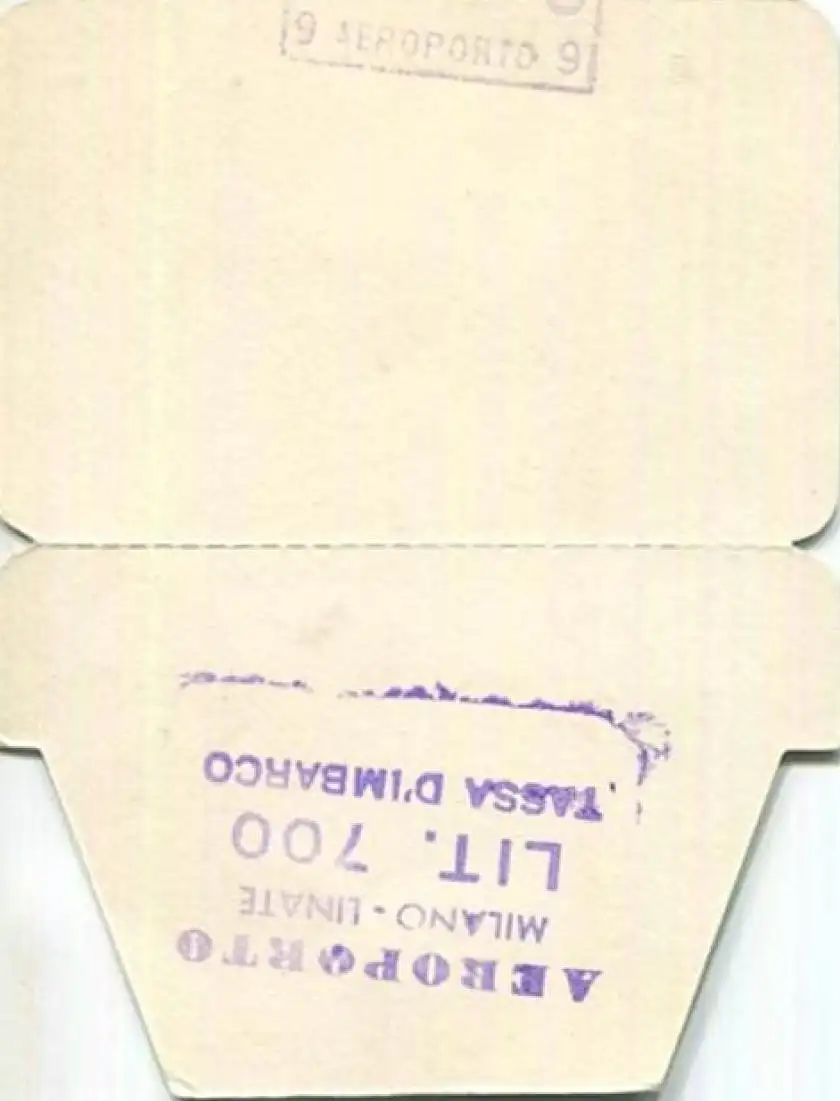 9 AEROPORTO 9
AEROPORTO
MILANO - LINATE
LIT. 700
TASSA D'IMBARCO